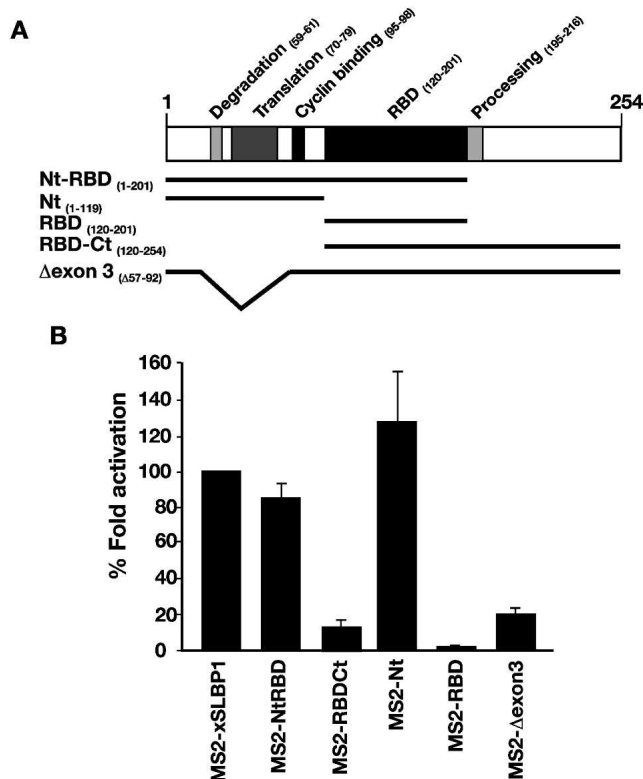 A
Degradation (59-61)
Translation (70-79)
Cyclin binding (95-98)
RBD (120-201)
Processing (195-216)
1
254
Nt-RBD (1-201)
Nt (1-119)
RBD (120-201)
RBD-Ct (120-254)
Δexon 3 (Δ57-92)
B
% Fold activation
160
140
120
100
80
60
40
20
0
MS2-xSLBP1
MS2-NtRBD
MS2-RBDCt
MS2-Nt
MS2-RBD
MS2-Δexon3